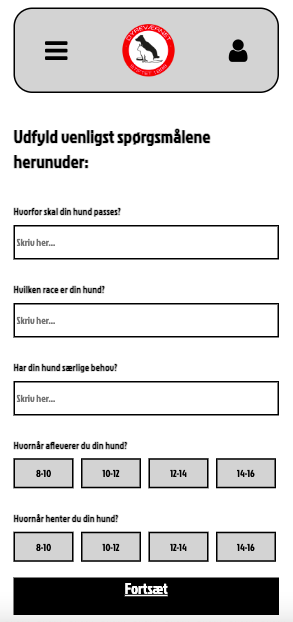 DYREVÆRNET
Udfyld venligst spørgsmålene
herunder:
Hvorfor skal din hund passes?
Skriv her...
Hvilken race er din hund?
Skriv her...
Har din hund særlige behov?
Skriv her...
Hvornår afleverer du din hund?
8-10 10-12 12-14 14-16
Hvornår henter du din hund?
8-10 10-12 12-14 14-16
Fortsæt